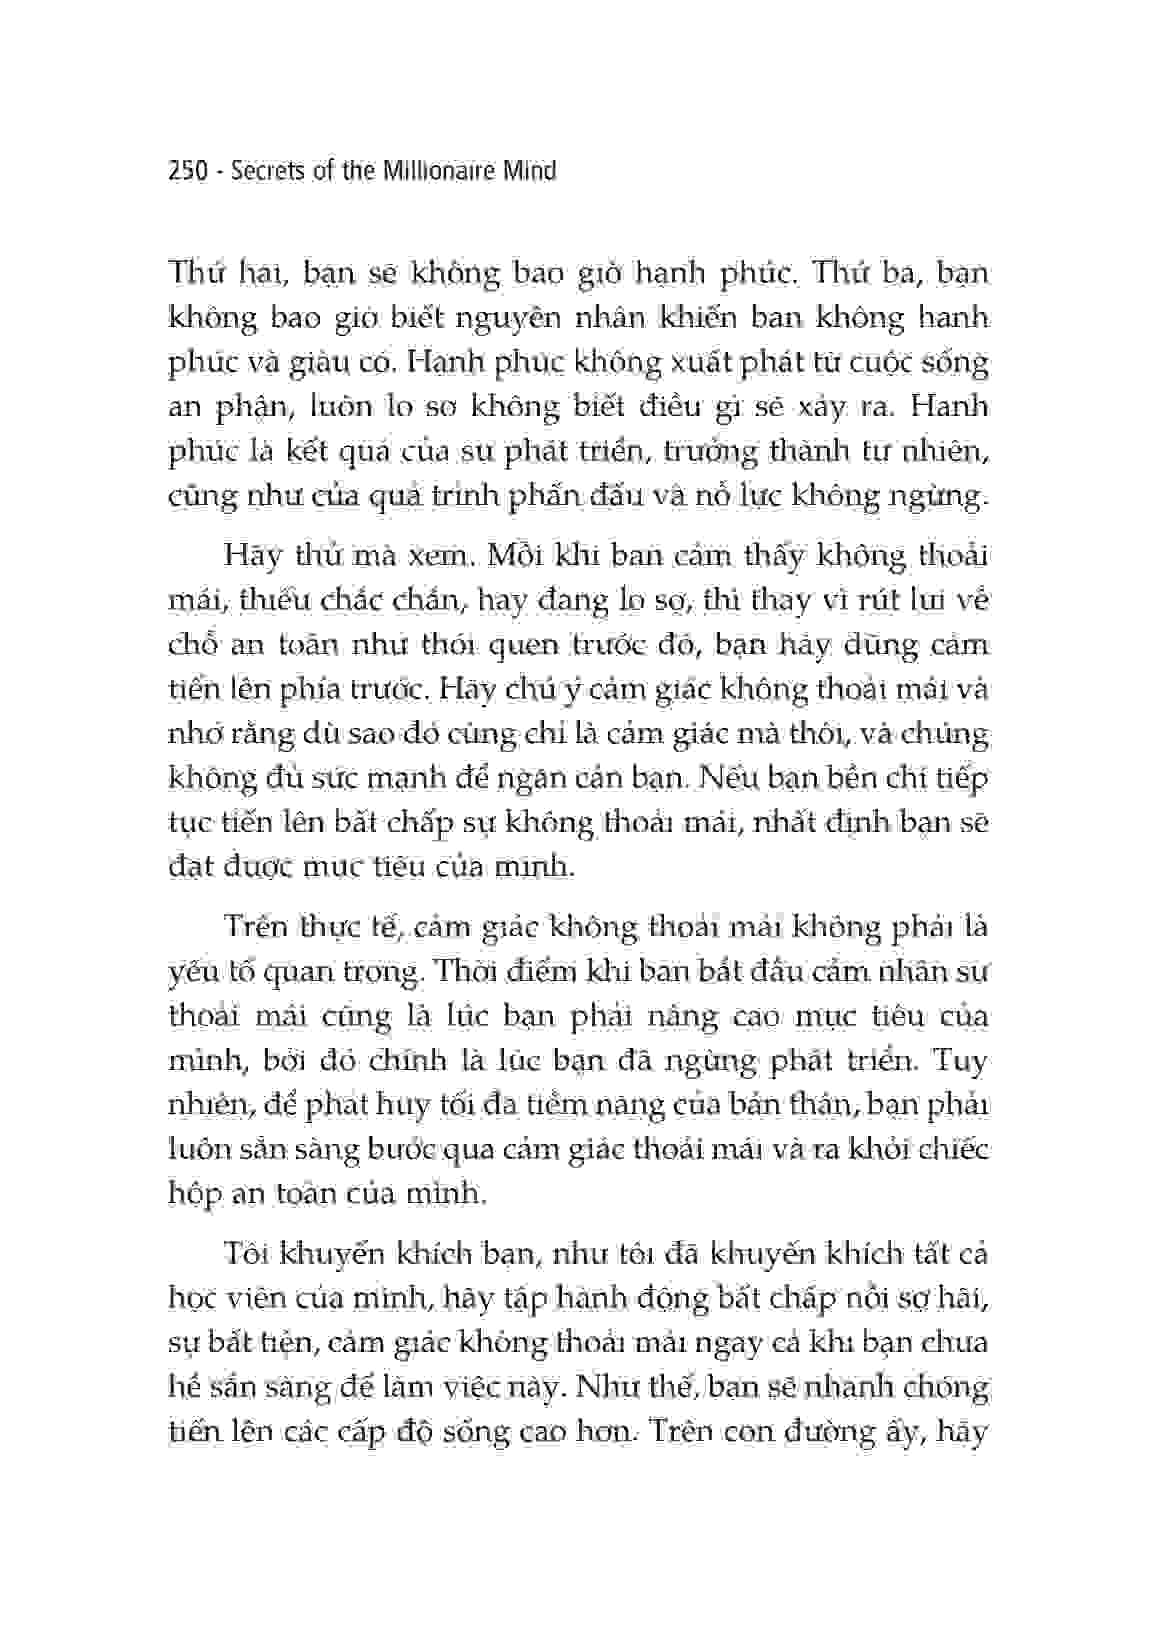 250 - Secrets of the Millionaire Mind
Thứ hai, bạn sẽ không bao giờ hạnh phúc. Thứ ba, bạn
không bao giờ biết nguyên nhân khiến bạn không hạnh
phúc và giàu có. Hạnh phúc không xuất phát từ cuộc sống
an phận, luôn lo sợ không biết điều gì sẽ xảy ra. Hạnh
phúc là kết quả của sự phát triển, trưởng thành tự nhiên,
cũng như của quá trình phấn đấu và nỗ lực không ngừng.
Hãy thử mà xem. Mỗi khi bạn cảm thấy không thoải
mái, thiếu chắc chắn, hay đang lo sợ, thì thay vì rút lui về
chỗ an toàn như thói quen trước đó, bạn hãy dũng cảm
tiến lên phía trước. Hãy chú ý cảm giác không thoải mái và
nhớ rằng dù sao đó cũng chỉ là cảm giác mà thôi, và chúng
không đủ sức mạnh để ngăn cản bạn. Nếu bạn bền chí tiếp
tục tiến lên bất chấp sự không thoải mái, nhất định bạn sẽ
đạt được mục tiêu của mình.
Trên thực tế, cảm giác không thoải mái không phải là
yếu tố quan trọng. Thời điểm khi bạn bắt đầu cảm nhận sự
thoải mái cũng là lúc bạn phải nâng cao mục tiêu của
mình, bởi đó chính là lúc bạn đã ngừng phát triển. Tuy
nhiên, để phát huy tối đa tiềm năng của bản thân, bạn phải
luôn sẵn sàng bước qua cảm giác thoải mái và ra khỏi chiếc
hộp an toàn của mình.
Tôi khuyến khích bạn, như tôi đã khuyến khích tất cả
học viên của mình, hãy tập hành động bất chấp nỗi sợ hãi,
sự bất tiện, cảm giác không thoải mái ngay cả khi bạn chưa
hề sẵn sàng để làm việc này. Như thế, bạn sẽ nhanh chóng
tiến lên các cấp độ sống cao hơn. Trên con đường ấy, hãy